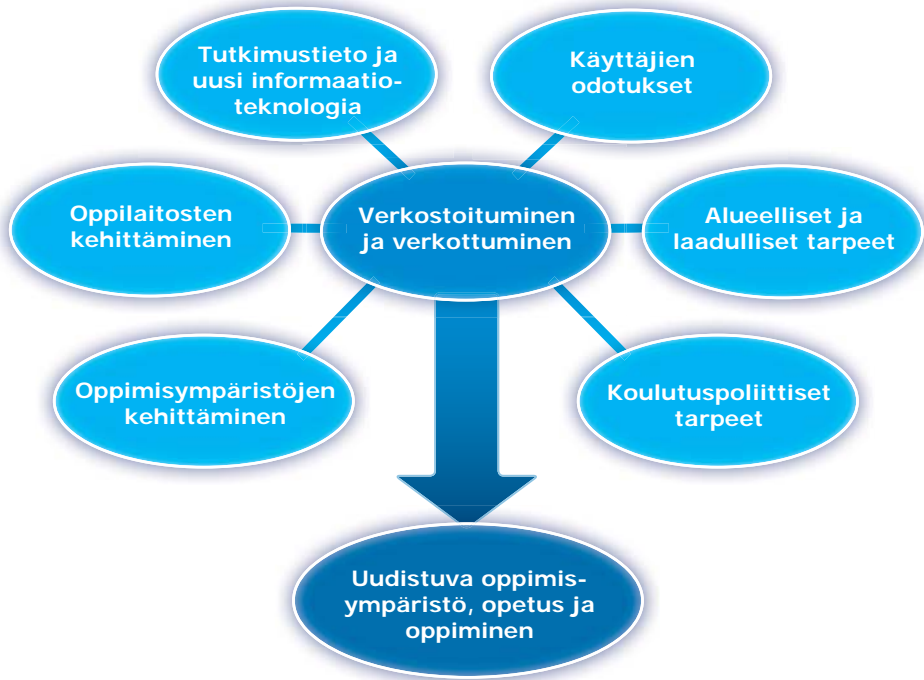 Tutkimustieto ja
uusi informaatio-
teknologia
Käyttäjien
odotukset
Oppilaitosten
kehittäminen
Verkostoituminen
ja verkottuminen
Alueelliset ja
laadulliset tarpeet
Oppimisympäristöjen
kehittäminen
Koulutuspoliittiset
tarpeet
Uudistuva oppimis-
ympäristö, opetus ja
oppiminen